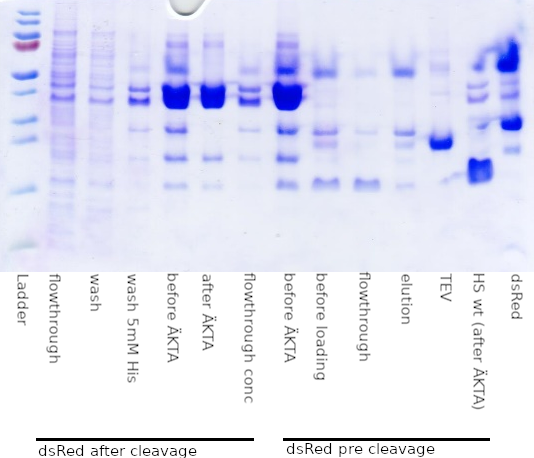 Ladder
flowthrough
wash
wash 5mM His
before ÄKTA
after ÄKTA
flowthrough conc
before ÄKTA
before loading
flowthrough
elution
TEV
HS wt (after ÄKTA)
dsRed
dsRed after cleavage
dsRed pre cleavage